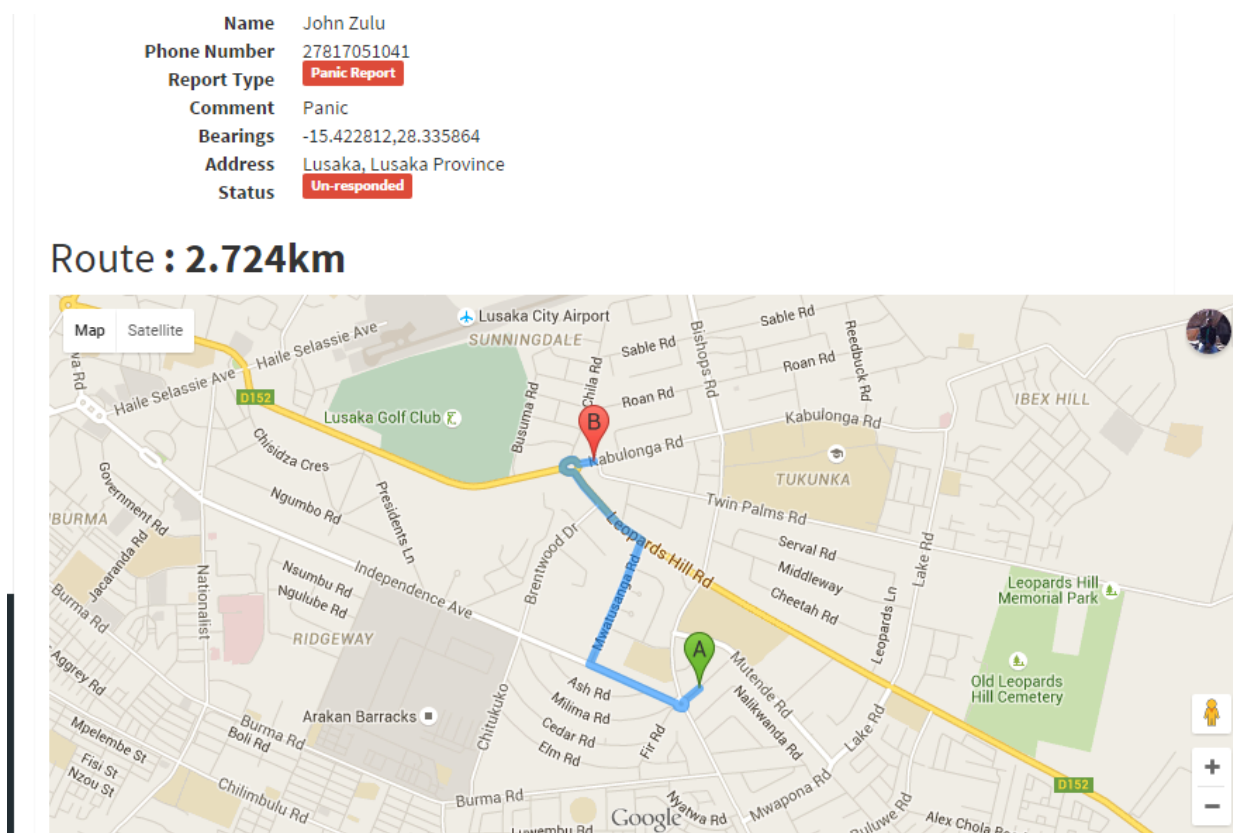 Name John Zulu
Phone Number 27817051041
Report Type Panic Report
Comment Panic
Bearings -15.422812,28.335864
Address Lusaka, Lusaka Province
Status Un-responded
Route : 2.724km
Map Satellite
Lusaka City Airport
SUNNINGDALE
Sable Rd
Sable Rd
Bishops Rd
Reedbuck Rd
Roan Rd
Na Rd
Haile Selassie Ave
Haile Selassie Ave
D152
Chila Rd
Roan Rd
IBEX HILL
Lusaka Golf Club
Busuma Rd
B
Kabulonga Rd
Kabulonga Rd
Chisidza Cres
TUKUNKA
Government Rd
Ngumbo Rd
Presidents Ln
Twin Palms Rd
BURMA
Jacaranda Rd
Brentwood Dr
Leopards Hill Rd
Serval Rd
Lake Rd
Nationalist
Nsumbu Rd
Independence Ave
Middleway
Ngulube Rd
Cheetah Rd
Leopards Hill
Memorial Park
Burma Rd
Mwatusanga Rd
Leopards Ln
RIDGEWAY
A
Aggrey Rd
Ash Rd
Mutende Rd
Old Leopards
Hill Cemetery
Milima Rd
Nalikwanda Rd
Arakan Barracks
Chitukuko
Cedar Rd
Fir Rd
Lake Rd
Mpelembe St
Burma Rd
Boli Rd
Elm Rd
Fisi St
Nzou St
Chilimbulu Rd
Burma Rd
Nyatwa Rd
Mwapona Rd
D152
Google
Luwembu Rd
Alex Chola